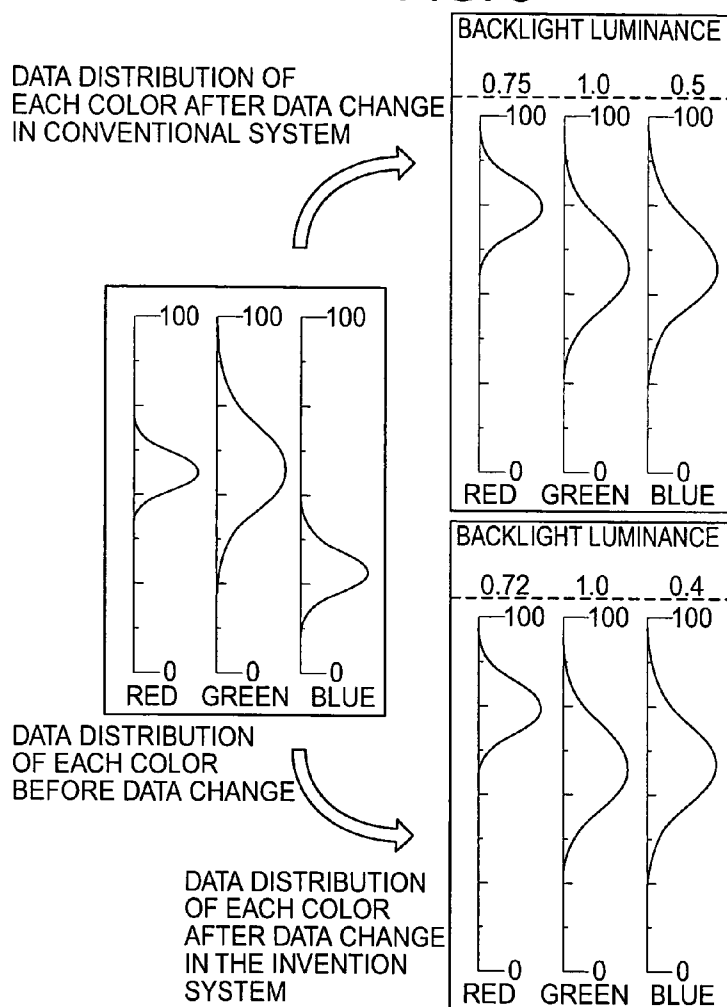 BACKLIGHT LUMINANCE
0.75 1.0 0.5
DATA DISTRIBUTION OF
EACH COLOR AFTER DATA CHANGE
IN CONVENTIONAL SYSTEM
100 100 100
0 0 0
RED GREEN BLUE
100 100 100
0 0 0
RED GREEN BLUE
DATA DISTRIBUTION
OF EACH COLOR
BEFORE DATA CHANGE
BACKLIGHT LUMINANCE
0.72 1.0 0.4
100 100 100
0 0 0
RED GREEN BLUE
DATA DISTRIBUTION
OF EACH COLOR
AFTER DATA CHANGE
IN THE INVENTION
SYSTEM